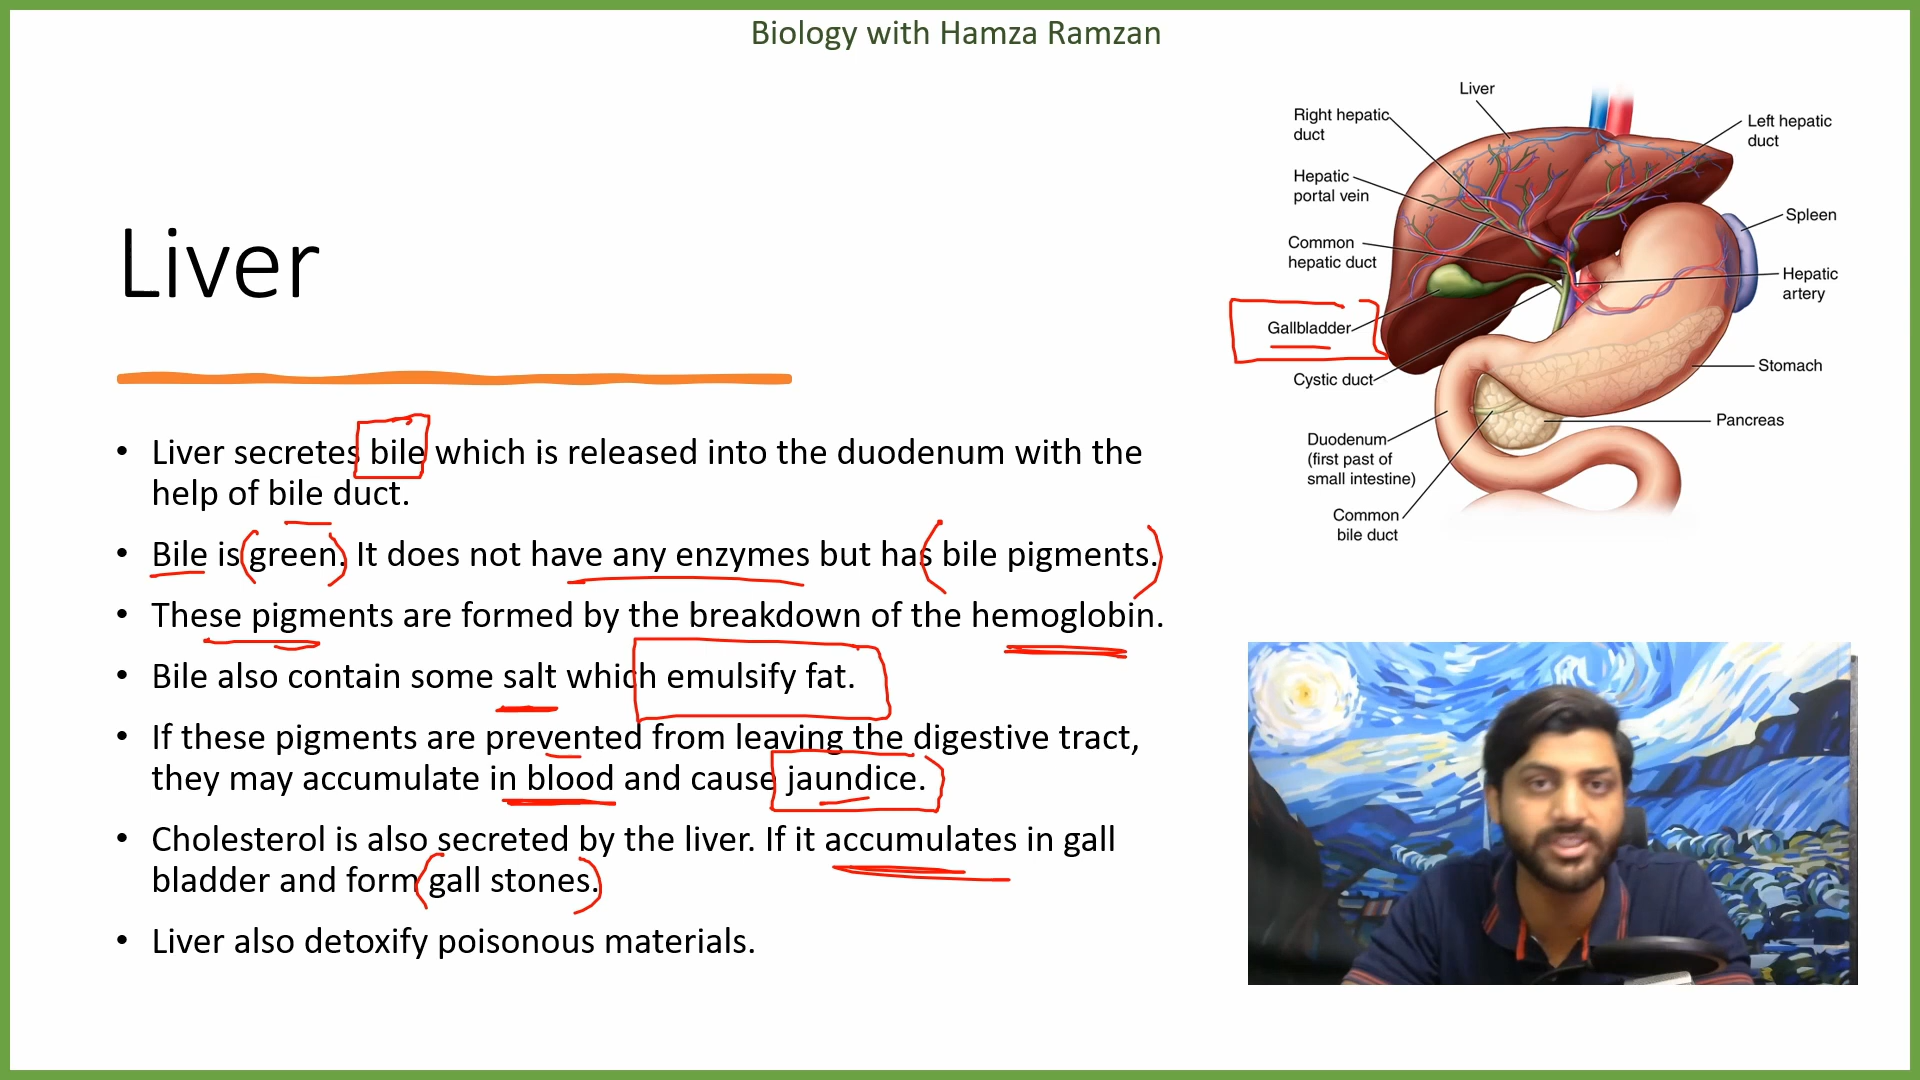 Biology with Hamza Ramzan
Liver
• Liver secretes bile which is released into the duodenum with the
help of bile duct.
• Bile is green. It does not have any enzymes but has bile pigments.
• These pigments are formed by the breakdown of the hemoglobin.
• Bile also contain some salt which emulsify fat.
• If these pigments are prevented from leaving the digestive tract,
they may accumulate in blood and cause jaundice.
• Cholesterol is also secreted by the liver. If it accumulates in gall
bladder and form gall stones.
• Liver also detoxify poisonous materials.
Liver
Right hepatic
duct
Left hepatic
duct
Hepatic
portal vein
Spleen
Common
hepatic duct
Hepatic
artery
Gallbladder
Cystic duct
Stomach
Pancreas
Duodenum
(first past of
small intestine)
Common
bile duct